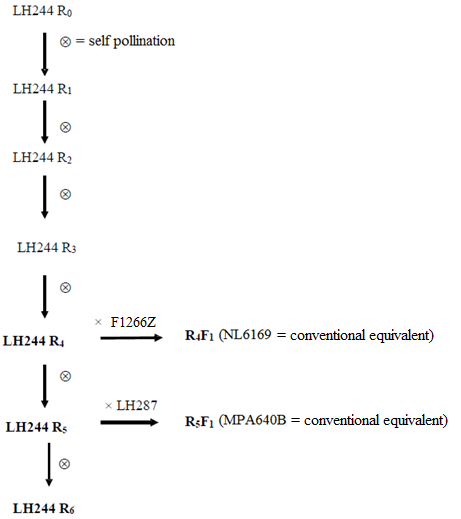 LH244 R₀
⊗ = self pollination
LH244 R₁
⊗
LH244 R₂
⊗
LH244 R₃
⊗
× F1266Z
LH244 R₄
R₄F₁ (NL6169 = conventional equivalent)
⊗
× LH287
LH244 R₅
R₅F₁ (MPA640B = conventional equivalent)
⊗
LH244 R₆